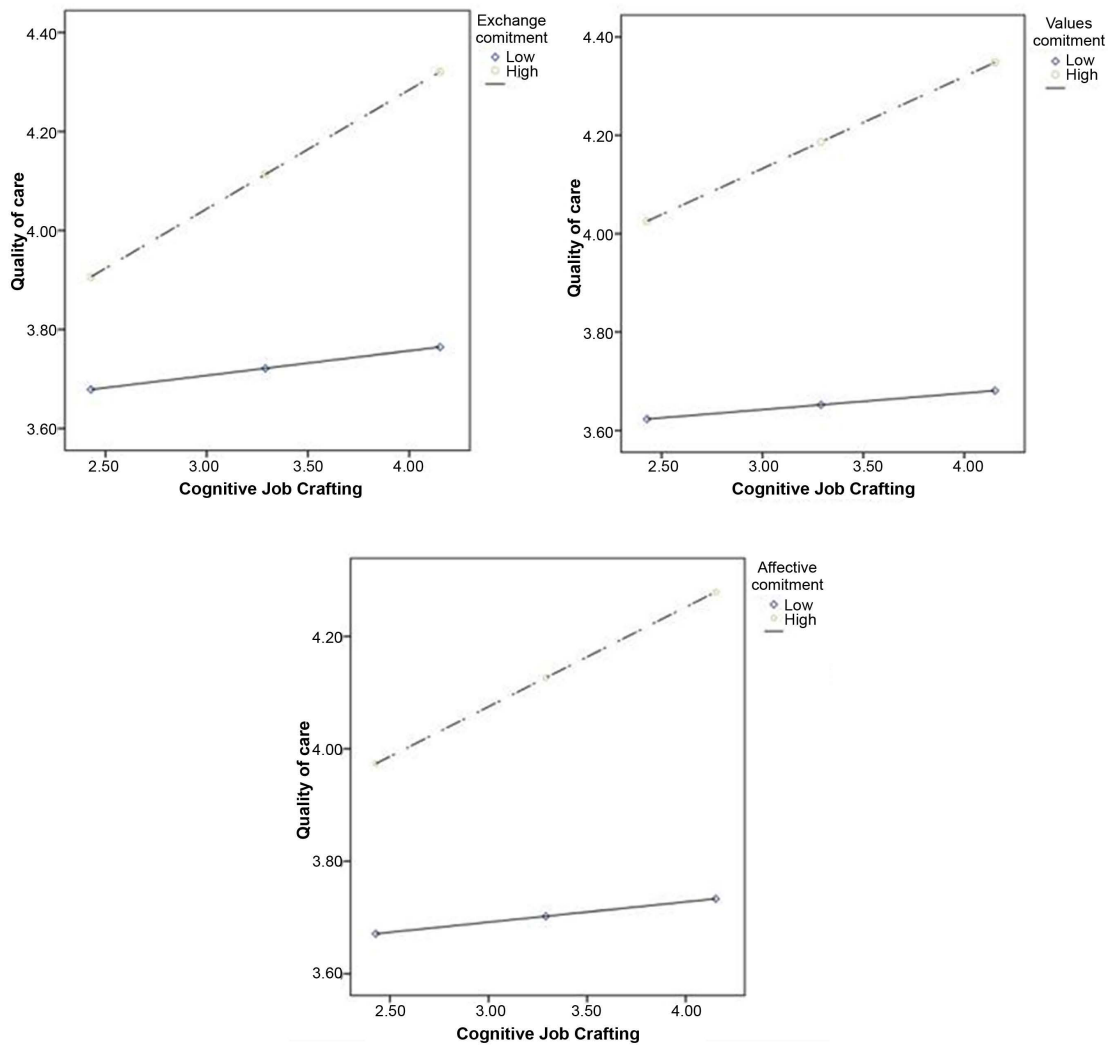 Exchange
comitment
Low
High
4.40
4.20
4.00
3.80
3.60
Quality of care
2.50 3.00 3.50 4.00
Cognitive Job Crafting
Values
comitment
Low
High
4.40
4.20
4.00
3.80
3.60
Quality of care
2.50 3.00 3.50 4.00
Cognitive Job Crafting
Affective
comitment
Low
High
4.20
4.00
3.80
3.60
Quality of care
2.50 3.00 3.50 4.00
Cognitive Job Crafting